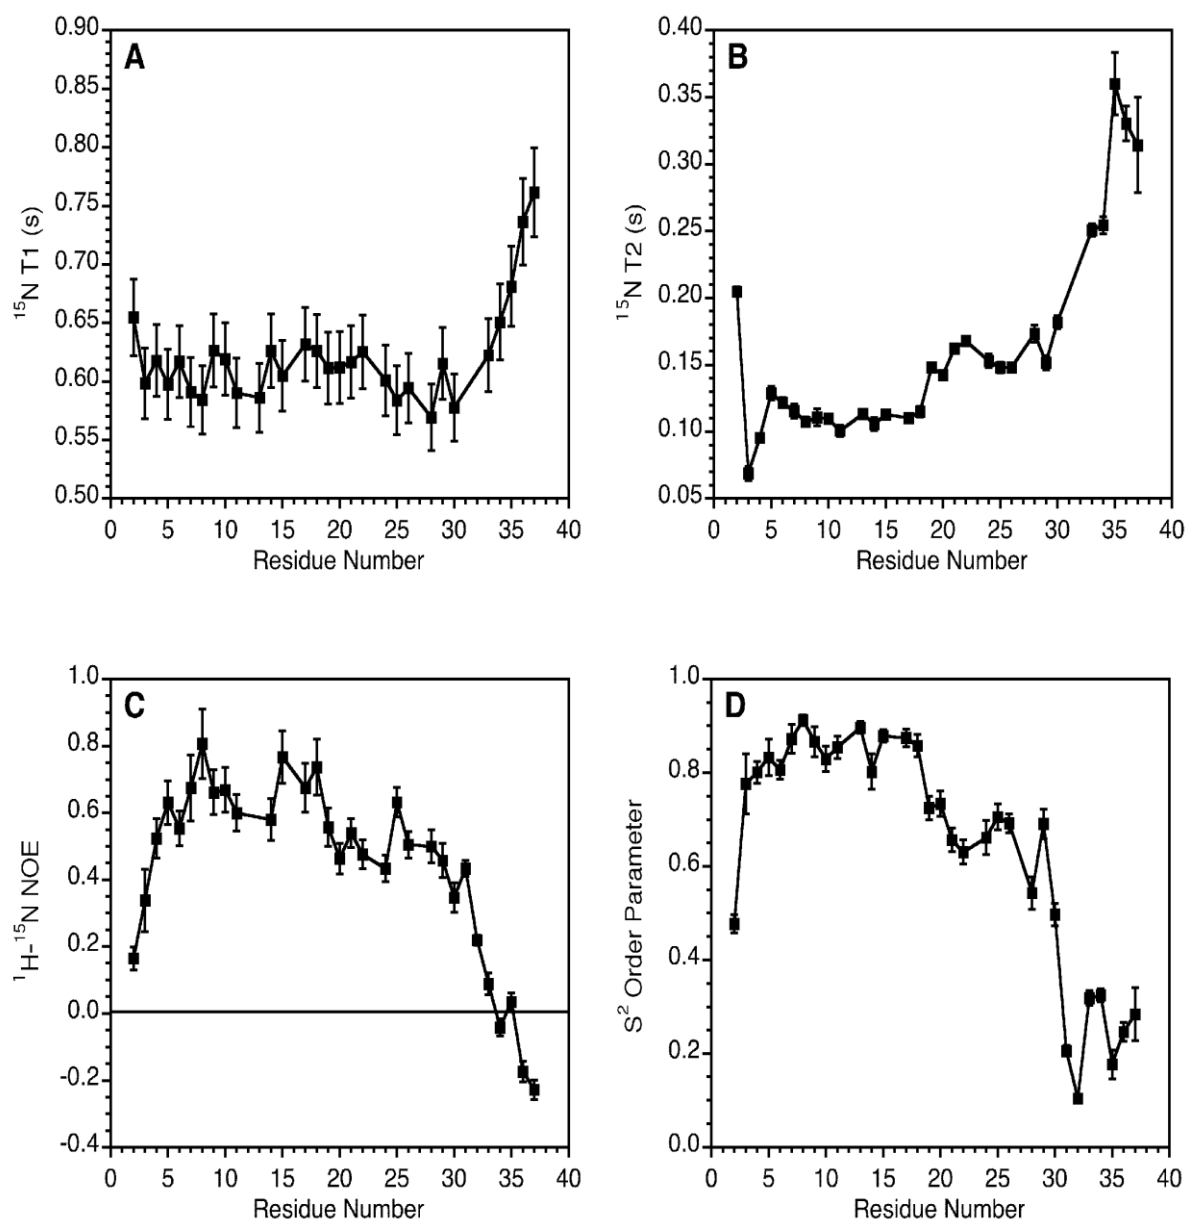 A
0.90
0.85
0.80
0.75
0.70
0.65
0.60
0.55
0.50
¹⁵N T1 (s)
0 5 10 15 20 25 30 35 40
Residue Number
B
0.40
0.35
0.30
0.25
0.20
0.15
0.10
0.05
¹⁵N T2 (s)
0 5 10 15 20 25 30 35 40
Residue Number
C
1.0
0.8
0.6
0.4
0.2
0.0
-0.2
-0.4
¹H-¹⁵N NOE
0 5 10 15 20 25 30 35 40
Residue Number
D
1.0
0.8
0.6
0.4
0.2
0.0
S² Order Parameter
0 5 10 15 20 25 30 35 40
Residue Number